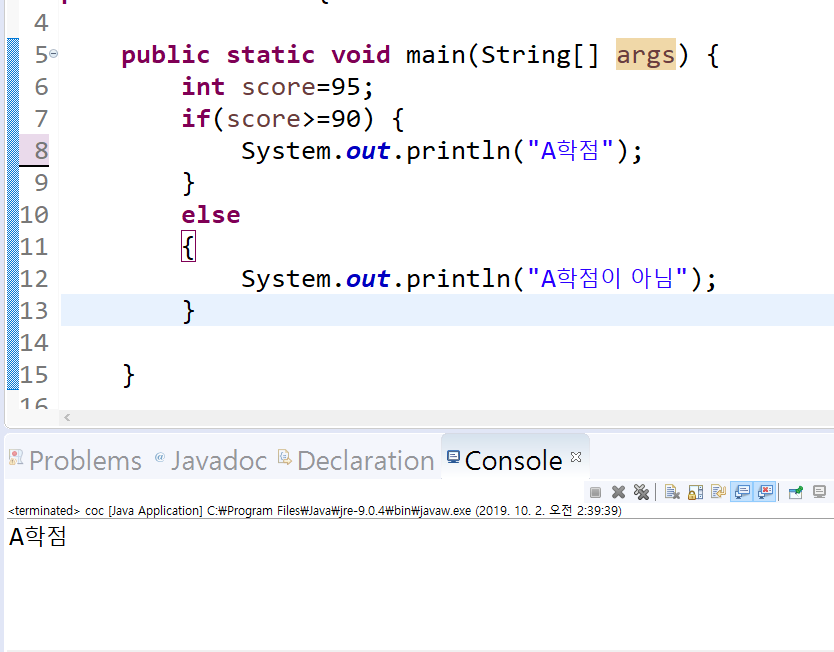 4
5 public static void main(String[] args) {
6 int score=95;
7 if(score>=90) {
8 System.out.println("A학점");
9 }
10 else
11 {
12 System.out.println("A학점이 아님");
13 }
14
15 }
16
Problems @ Javadoc Declaration Console
<terminated> coc [Java Application] C:₩Program Files₩Java₩jre-9.0.4₩bin₩javaw.exe (2019. 10. 2. 오전 2:39:39)
A학점